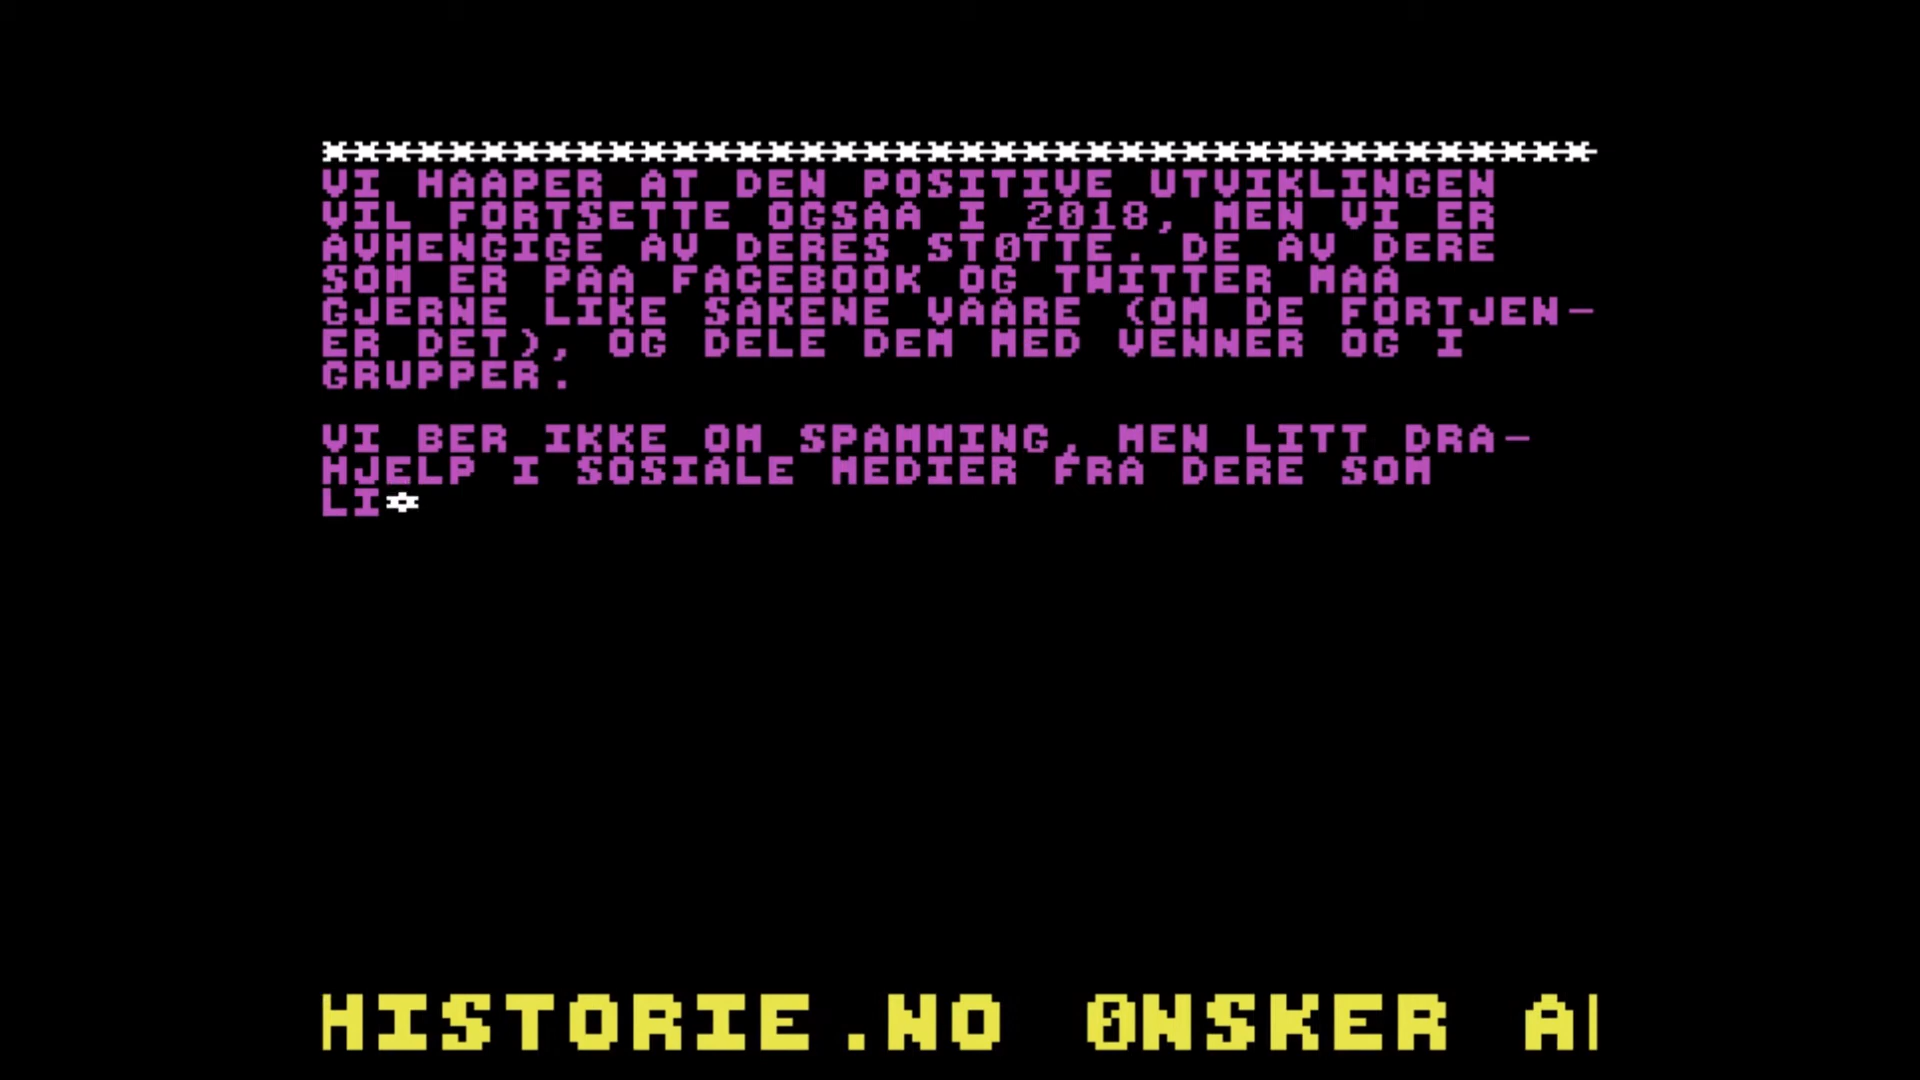 ****************************************
VI HAAPER AT DEN POSITIVE UTVIKLINGEN
VIL FORTSETTE OGSAA I 2018, MEN VI ER
AVHENGIGE AV DERES ST0TTE. DE AV DERE
SOM ER PAA FACEBOOK OG TWITTER MAA
GJERNE LIKE SAKENE VAARE (OM DE FORTJEN-
ER DET), OG DELE DEM MED VENNER OG I
GRUPPER.
VI BER IKKE OM SPAMMING, MEN LITT DRA-
HJELP I SOSIALE MEDIER FRA DERE SOM
LI
HISTORIE.NO 0NSKER A